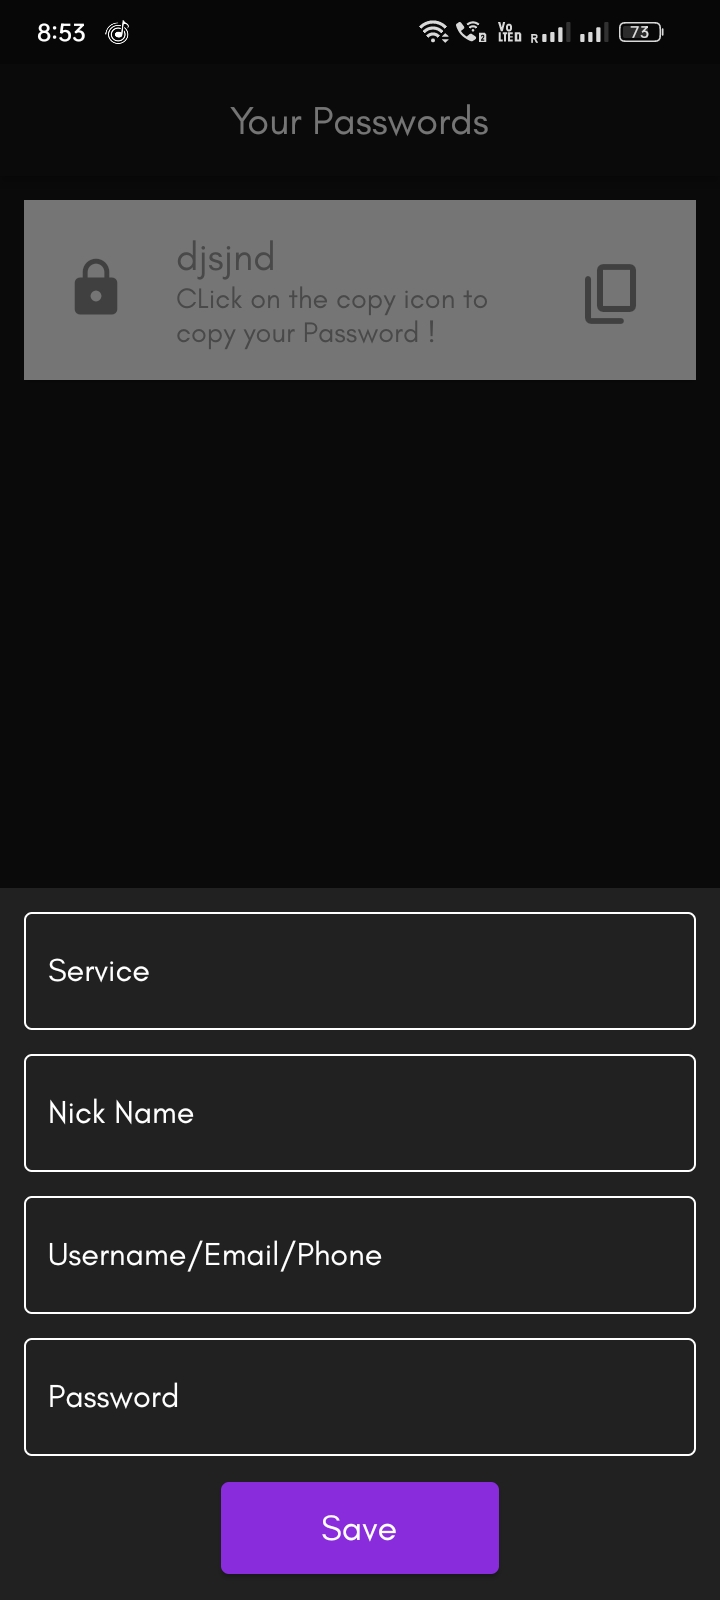 8:53
Vo
LTED
R
73
Your Passwords
djsjnd
CLick on the copy icon to
copy your Password !
Service
Nick Name
Username/Email/Phone
Password
Save